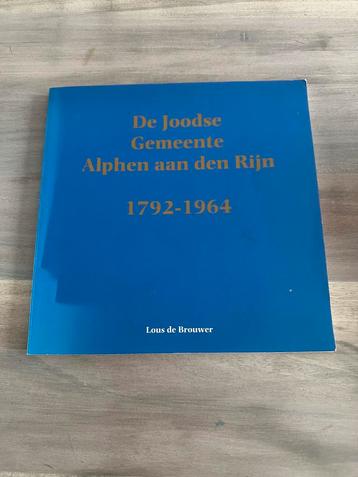 De Joodse
Gemeente
Alphen aan den Rijn
1792-1964
Lous de Brouwer